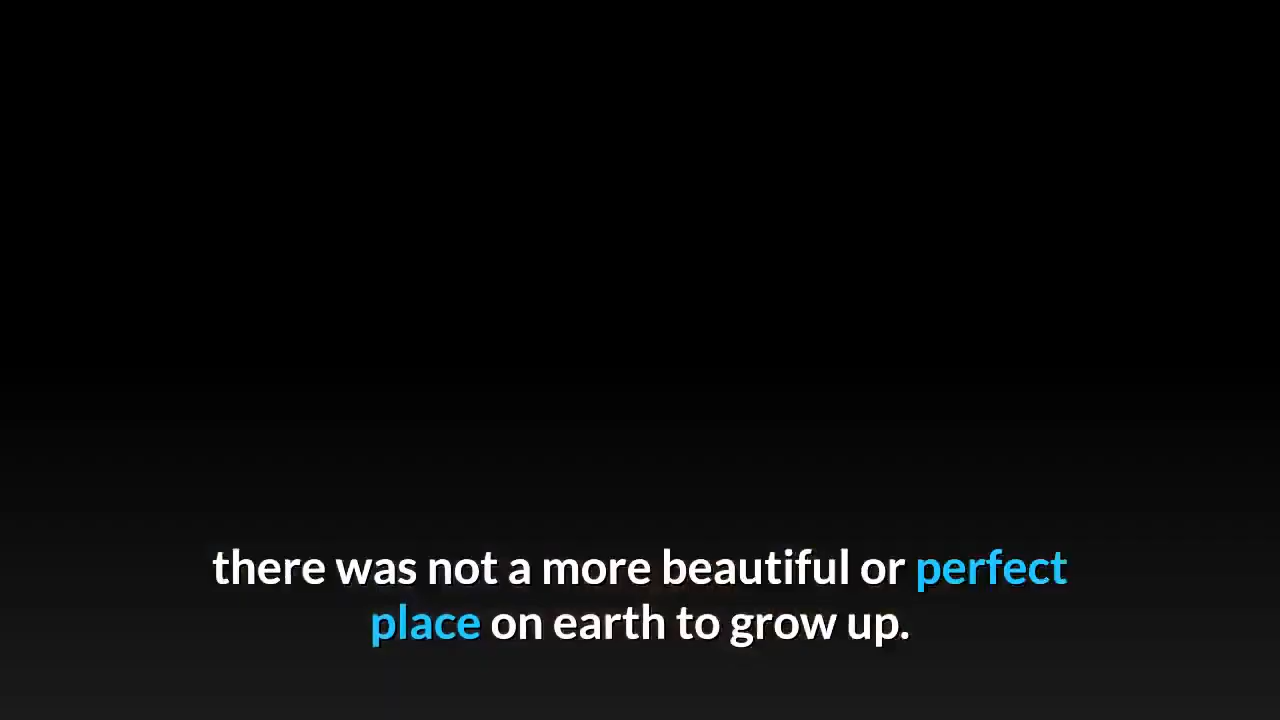 there was not a more beautiful or perfect
place on earth to grow up.